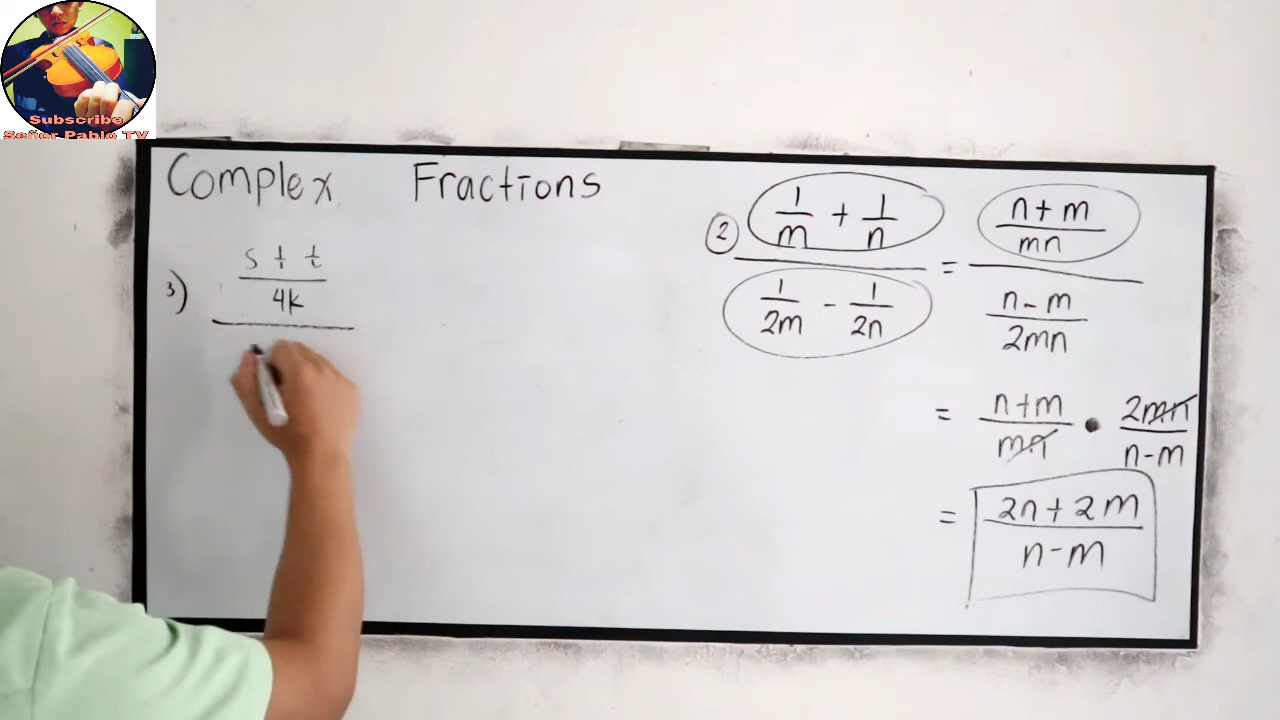 Subscribe
Señor Pablo TV
Complex Fractions
3) (s + t)/4k
② (1/m + 1/n)/(1/2m - 1/2n) = ((n + m)/mn)/((n - m)/2mn)
= (n + m)/mn • 2mn/(n - m)
= (2n + 2m)/(n - m)